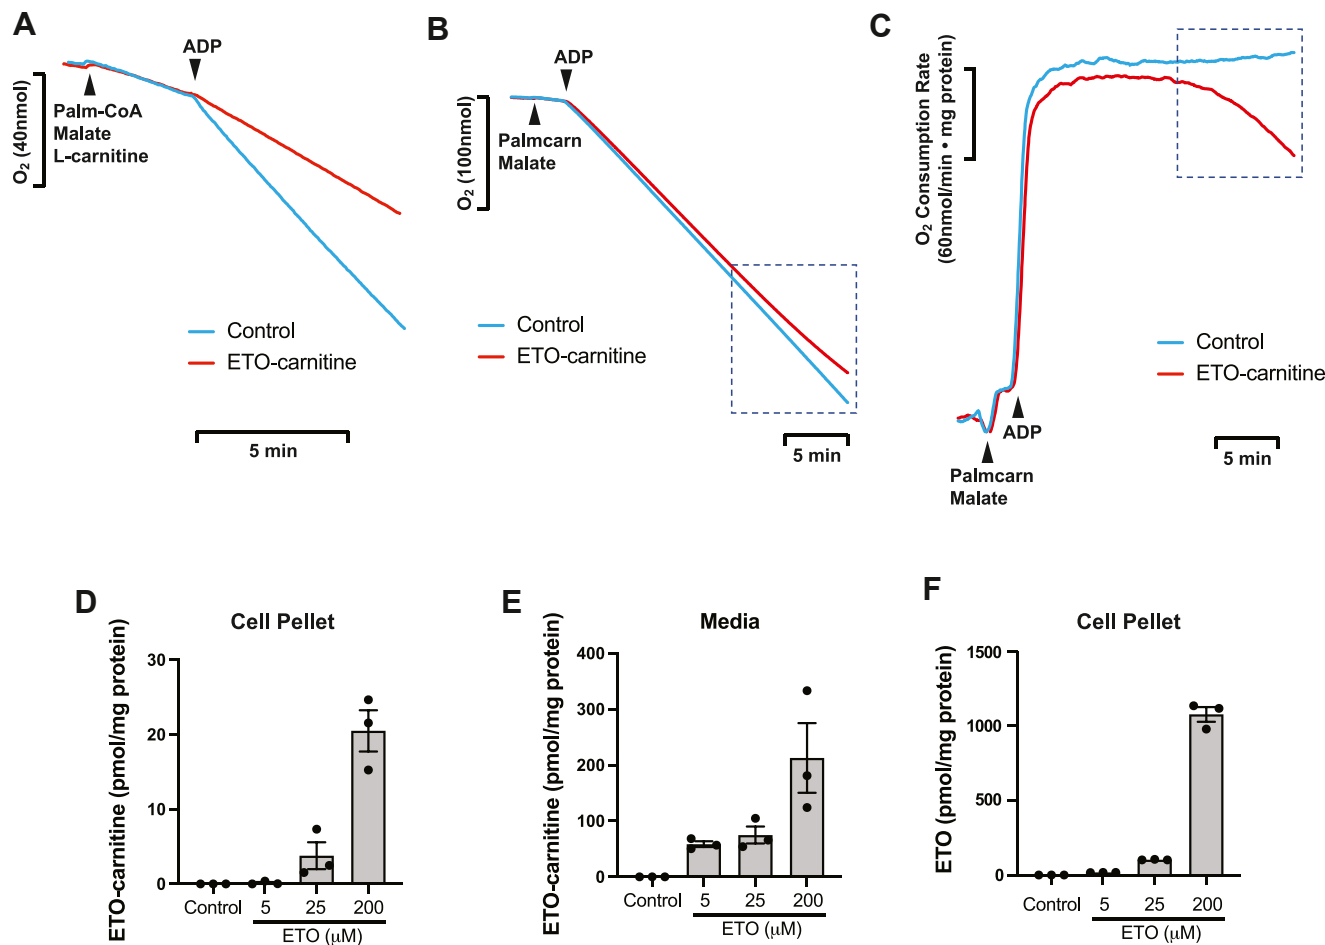 A
ADP
O₂ (40nmol)
Palm-CoA
Malate
L-carnitine
Control
ETO-carnitine
5 min
B
ADP
O₂ (100nmol)
Palmcarn
Malate
Control
ETO-carnitine
5 min
C
O₂ Consumption Rate
(60nmol/min • mg protein)
Control
ETO-carnitine
ADP
Palmcarn
Malate
5 min
D
Cell Pellet
ETO-carnitine (pmol/mg protein)
30
20
10
0
Control 5 25 200
ETO (μM)
E
Media
ETO-carnitine (pmol/mg protein)
400
300
200
100
0
Control 5 25 200
ETO (μM)
F
Cell Pellet
ETO (pmol/mg protein)
1500
1000
500
0
Control 5 25 200
ETO (μM)